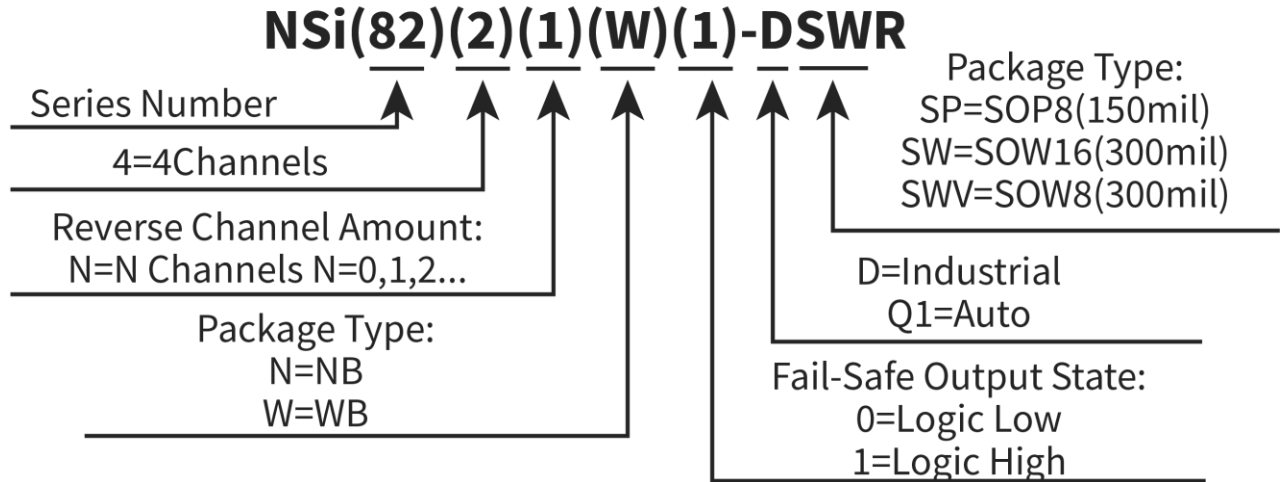 NSi(82)(2)(1)(W)(1)-DSWR
Series Number
4=4Channels
Reverse Channel Amount:
N=N Channels N=0,1,2...
Package Type:
N=NB
W=WB
Package Type:
SP=SOP8(150mil)
SW=SOW16(300mil)
SWV=SOW8(300mil)
D=Industrial
Q1=Auto
Fail-Safe Output State:
0=Logic Low
1=Logic High